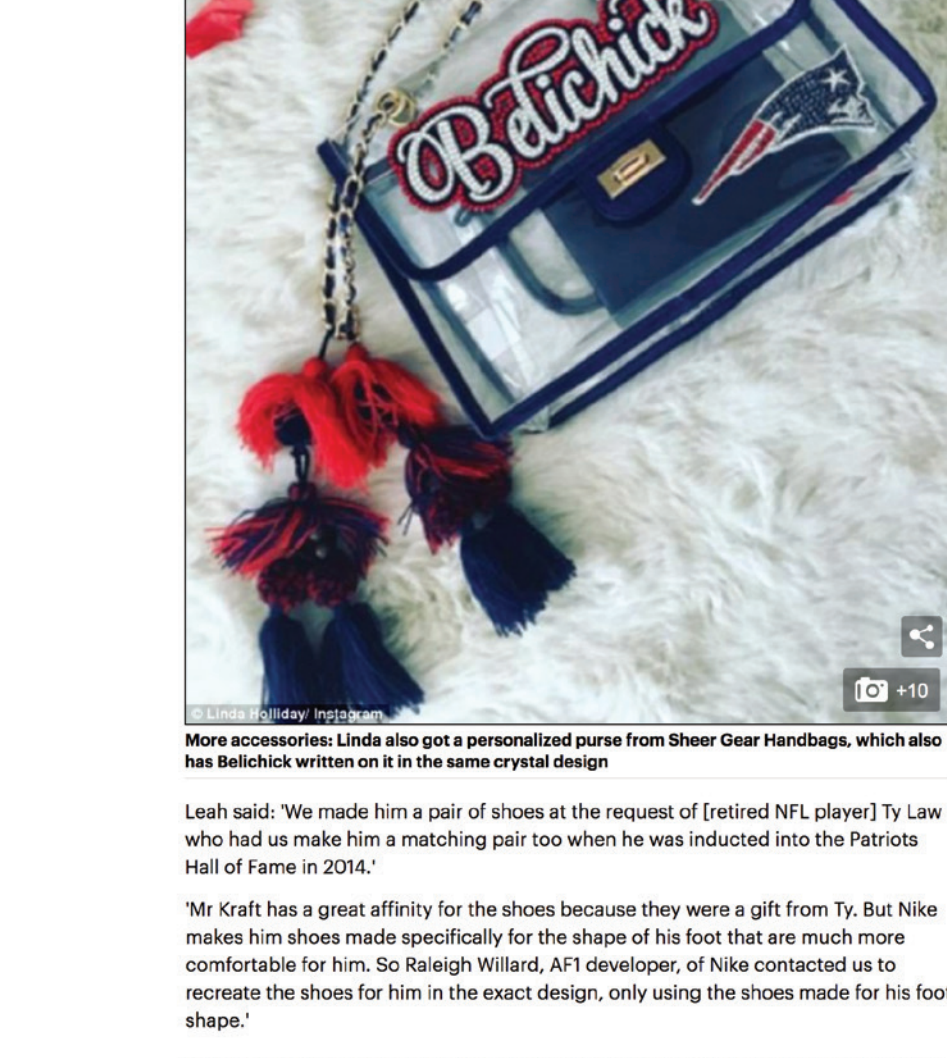 Belichick
+10
© Linda Holliday/ Instagram
More accessories: Linda also got a personalized purse from Sheer Gear Handbags, which also
has Belichick written on it in the same crystal design
Leah said: 'We made him a pair of shoes at the request of [retired NFL player] Ty Law
who had us make him a matching pair too when he was inducted into the Patriots
Hall of Fame in 2014.'
'Mr Kraft has a great affinity for the shoes because they were a gift from Ty. But Nike
makes him shoes made specifically for the shape of his foot that are much more
comfortable for him. So Raleigh Willard, AF1 developer, of Nike contacted us to
recreate the shoes for him in the exact design, only using the shoes made for his foot
shape.'